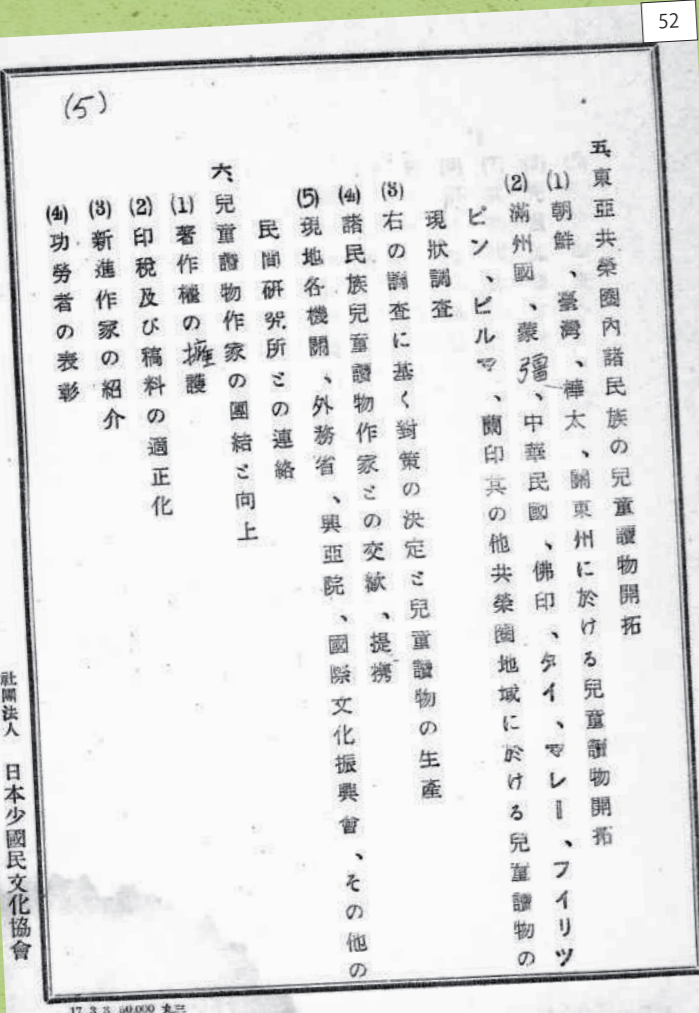 52
(5)
五、東亞共榮圈內諸民族の兒童讀物開拓
(1)朝鮮、臺灣、樺太、關東州に於ける兒童讀物開拓
(2)滿州國、蒙疆、中華民國、佛印、タイ、マレー、フイリツ
ピン、ビルマ、蘭印其の他共榮圈地域に於ける兒童讀物の
現狀調査
(3)右の調査に基く對策の決定と兒童讀物の生產
(4)諸民族兒童讀物作家との交歡、提携
(5)現地各機關、外務省、興亞院、國際文化振興會、その他の
民間硏究所との連絡
六、兒童讀物作家の團結と向上
(1)著作權の擁護
(2)印稅及び稿料の適正化
(3)新進作家の紹介
(4)功勞者の表彰
社團法人 日本少國民文化協會
17.3.3. 50,000